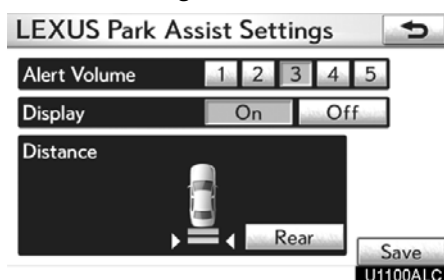 LEXUS Park Assist Settings
Alert Volume 1 2 3 4 5
Display On Off
Distance
Rear
Save
U1100ALC